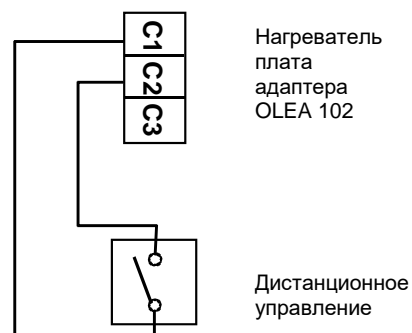 C1
C2
C3
Нагреватель
плата
адаптера
OLEA 102
Дистанционное
управление